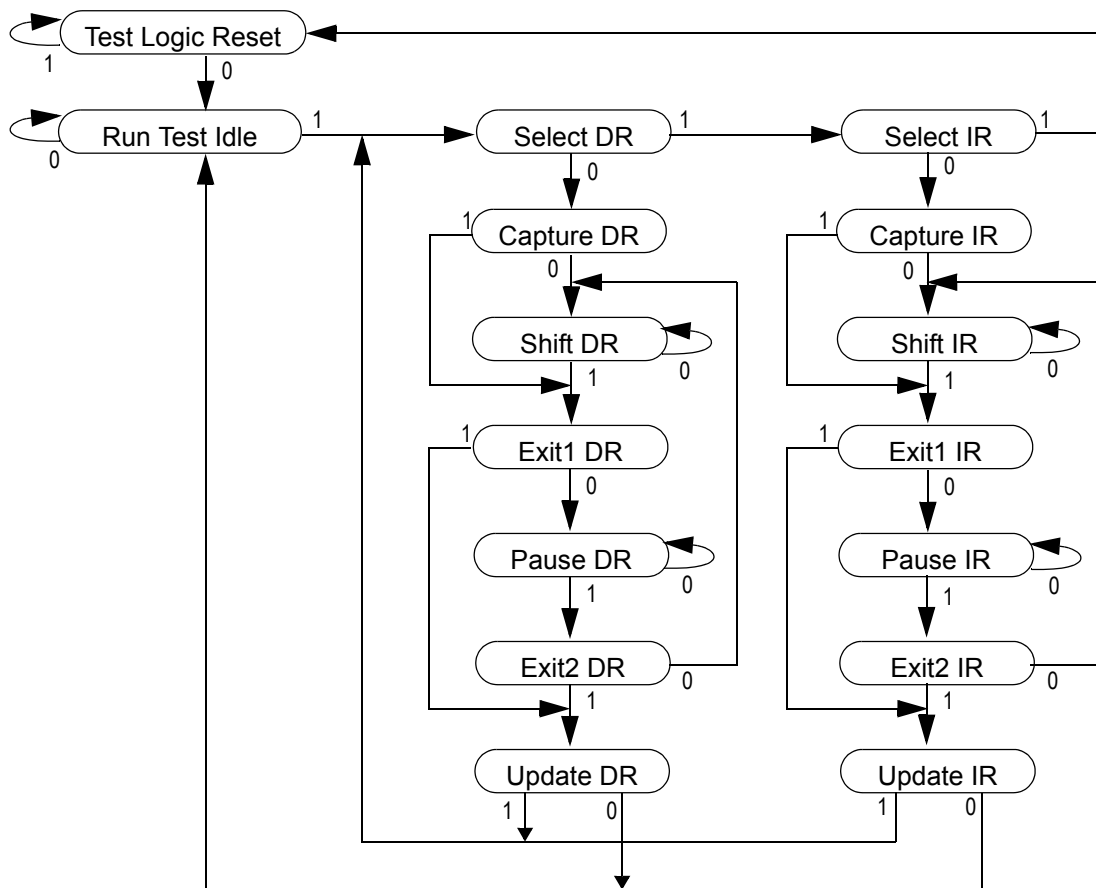 Test Logic Reset
1
0
Run Test Idle
1
0
Select DR
1
0
Select IR
1
0
Capture DR
1
0
Capture IR
1
0
Shift DR
0
1
Shift IR
0
1
Exit1 DR
1
0
Exit1 IR
1
0
Pause DR
0
1
Pause IR
0
1
Exit2 DR
0
1
Exit2 IR
0
1
Update DR
1
0
Update IR
1
0